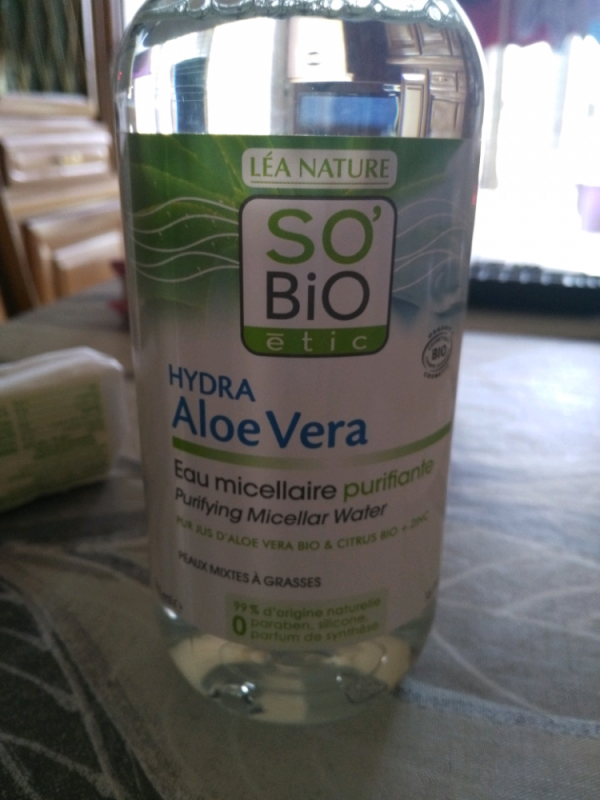 LÉA NATURE
SO'
BiO
ētic
BIO
HYDRA
Aloe Vera
Eau micellaire purifiante
Purifying Micellar Water
PUR JUS D'ALOE VERA BIO & CITRUS BIO + ZINC
PEAUX MIXTES À GRASSES
99 % d'origine naturelle
0 paraben, silicone,
parfum de synthèse